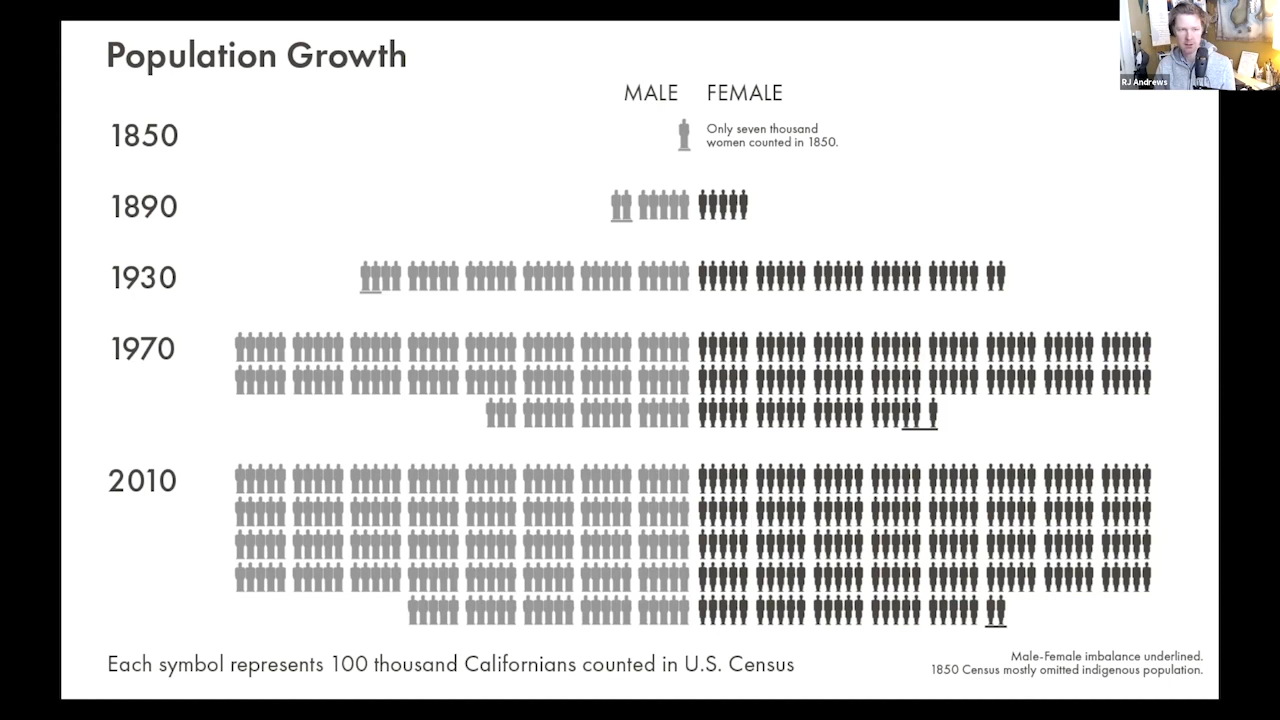 Population Growth
RJ Andrews
MALE FEMALE
1850
Only seven thousand
women counted in 1850.
1890
1930
1970
2010
Each symbol represents 100 thousand Californians counted in U.S. Census
Male-Female imbalance underlined.
1850 Census mostly omitted indigenous population.